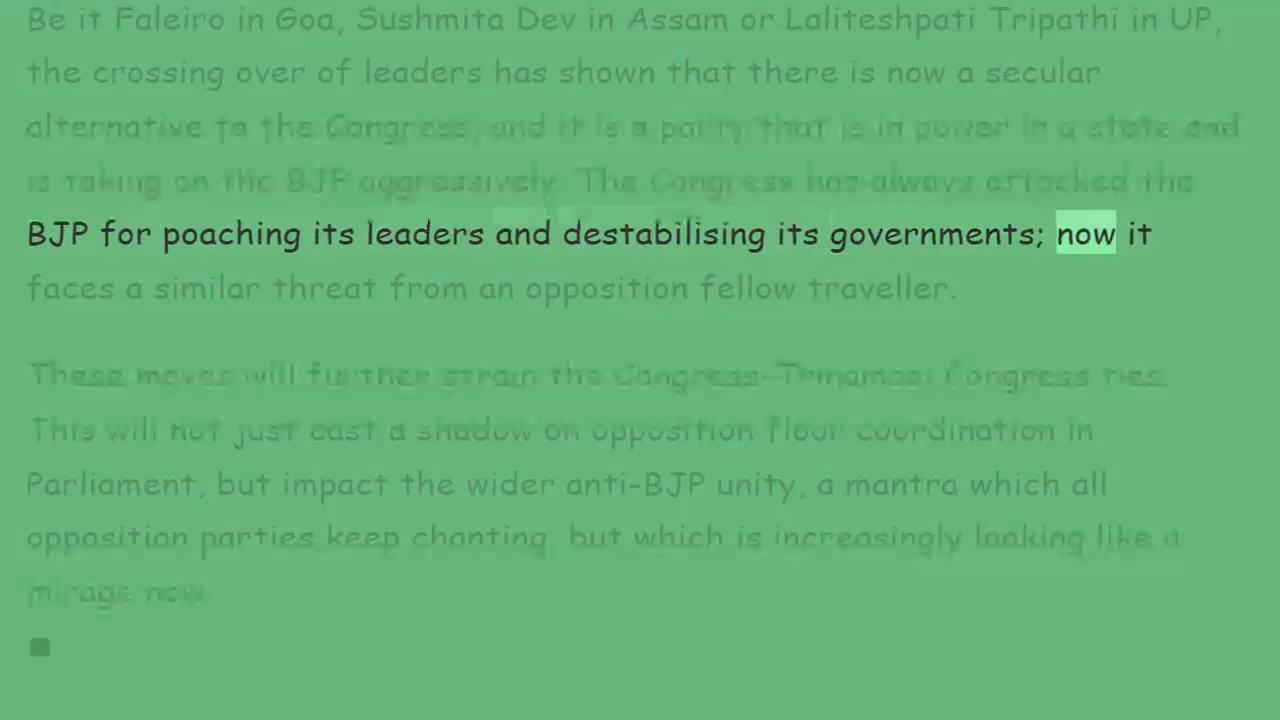 Be it Faleiro in Goa, Sushmita Dev in Assam or Laliteshpati Tripathi in UP,
the crossing over of leaders has shown that there is now a secular
alternative to the Congress, and it is a party that is in power in a state and
is taking on the BJP aggressively. The Congress has always attacked the
BJP for poaching its leaders and destabilising its governments; now it
faces a similar threat from an opposition fellow traveller.
These moves will further strain the Congress-Trinamool Congress ties.
This will not just cast a shadow on opposition floor coordination in
Parliament, but impact the wider anti-BJP unity, a mantra which all
opposition parties keep chanting but which is increasingly looking like a
mirage now